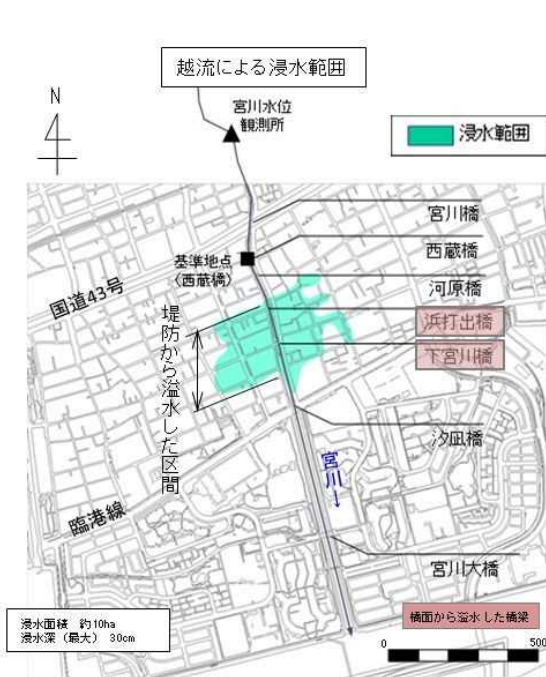 越流による浸水範囲
N
宮川水位
観測所
浸水範囲
宮川橋
西蔵橋
基準地点
(西蔵橋)
河原橋
国道43号
浜打出橋
下宮川橋
堤防から溢水した区間
汐凪橋
宮川→
臨港線
宮川大橋
浸水面積 約10ha
浸水深(最大) 30cm
橋面から溢水した橋梁
0
500